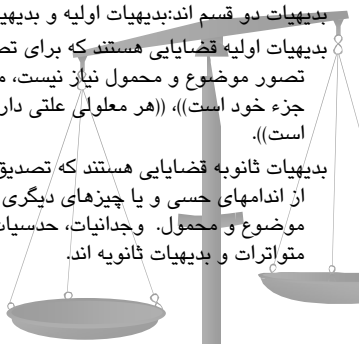 بدیهیات دو قسم اند:بدیهیات اولیه و بدیهی
بدیهیات اولیه قضایایی هستند که برای تص
تصور موضوع و محمول نیاز نیست، م
جزء خود است))، ((هر معلولی علتی دار
است)).
بدیهیات ثانویه قضایایی هستند که تصدیق
از اندامهای حسی و یا چیزهای دیگری
موضوع و محمول. وجدانیات، حدسیات
متواترات و بدیهیات ثانویه اند.